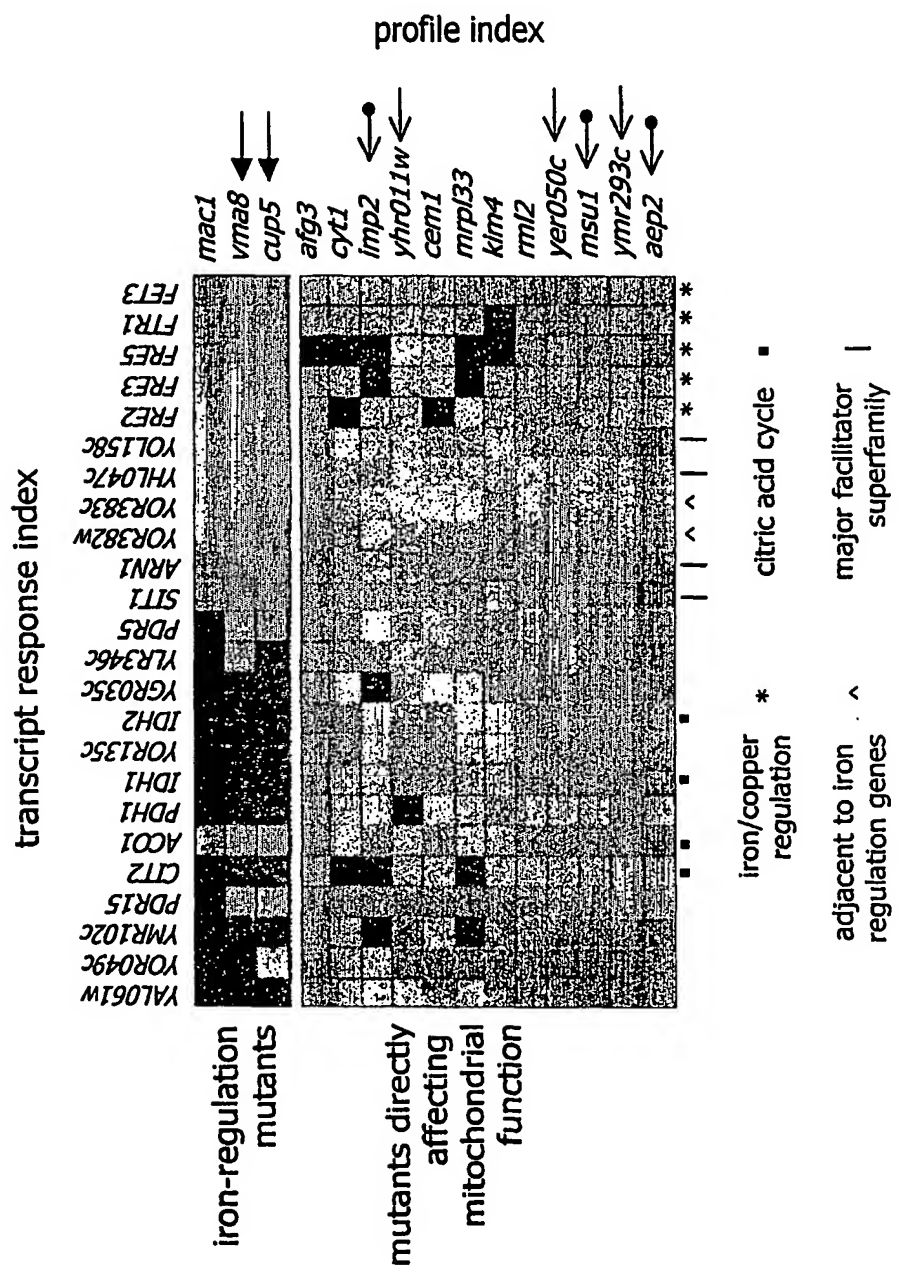 transcript response index
profile index
YAL061w
YOR049c
YMR102c
PDR15
CIT2
ACO1
PDH1
IDH1
YOR135c
IDH2
YGR035c
YLR346c
PDR5
SIT1
ARN1
YOR382w
YOR383c
YHL047c
YOL158c
FRE2
FRE3
FRE5
FTR1
FET3
iron-regulation
mutants
mac1
vma8
cup5
mutants directly
affecting
mitochondrial
function
afg3
cyt1
imp2
yhr011w
cem1
mrpl33
kim4
rml2
yer050c
msu1
ymr293c
aep2
■ ■ ■ ■ | | ^ ^ | | * * * * *
iron/copper *
regulation
citric acid cycle ■
adjacent to iron . ^
regulation genes
major facilitator |
superfamily